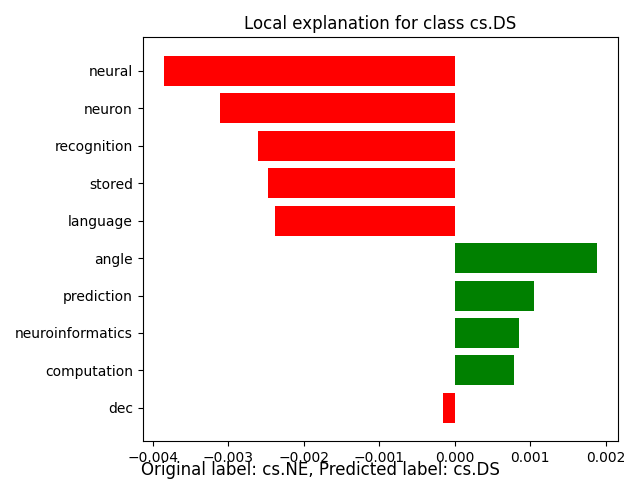 Local explanation for class cs.DS
neural
neuron
recognition
stored
language
angle
prediction
neuroinformatics
computation
dec
−0.004 −0.003 −0.002 −0.001 0.000 0.001 0.002
Original label: cs.NE, Predicted label: cs.DS